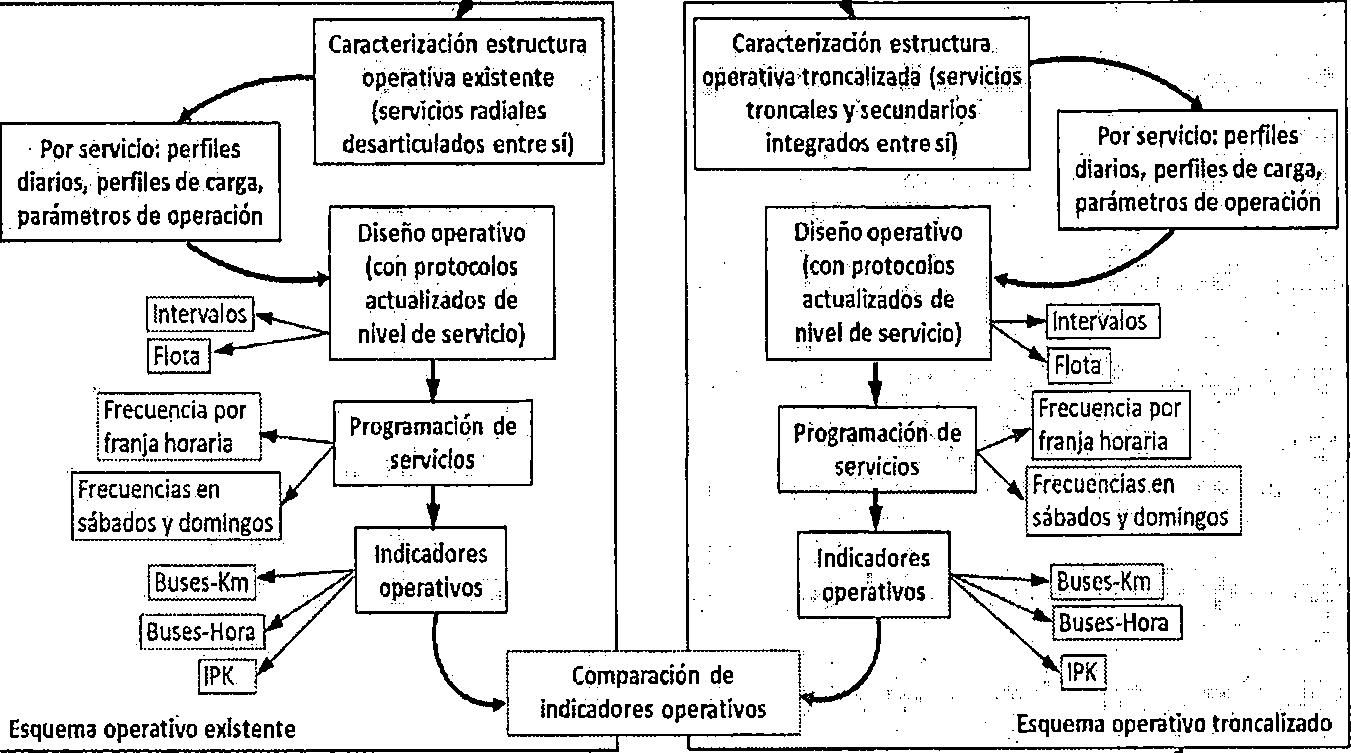 Caracterización estructura
operativa existente
(servicios radiales
desarticulados entre sí)
Por servicio: perfiles
diarios, perfiles de carga,
parámetros de operación
Diseño operativo
(con protocolos
actualizados de
nivel de servicio)
Intervalos
Flota
Programación de
servicios
Frecuencia por
franja horaria
Frecuencias en
sábados y domingos
Indicadores
operativos
Buses-Km
Buses-Hora
IPK
Esquema operativo existente
Caracterización estructura
operativa troncalizada (servicios
troncales y secundarios
integrados entre sí)
Por servicio: perfiles
diarios, perfiles de carga,
parámetros de operación
Diseño operativo
(con protocolos
actualizados de
nivel de servicio)
Intervalos
Flota
Programación de
servicios
Frecuencia por
franja horaria
Frecuencias en
sábados y domingos
Indicadores
operativos
Buses-Km
Buses-Hora
IPK
Comparación de
indicadores operativos
Esquema operativo troncalizado